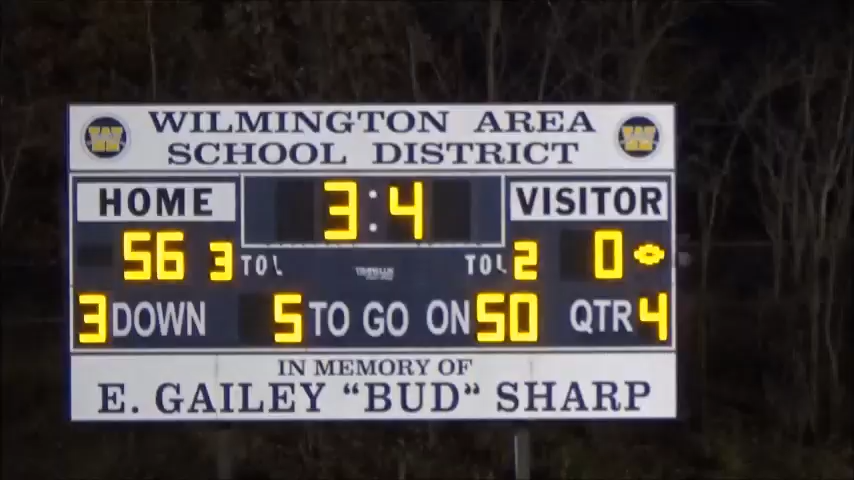 WILMINGTON AREA
SCHOOL DISTRICT
W
W
HOME
3:4
VISITOR
56 3 TOL
TOL 2 0
3 DOWN 5 TO GO ON 50 QTR 4
IN MEMORY OF
E. GAILEY "BUD" SHARP